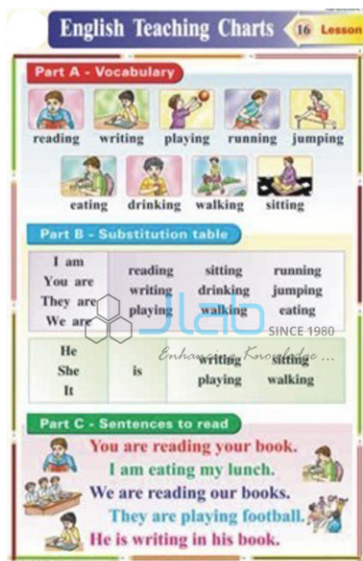 English Teaching Charts 16 Lesson
Part A - Vocabulary
reading writing playing running jumping
eating drinking walking sitting
Part B - Substitution table
I am
You are
They are
We are
reading sitting running
writing drinking jumping
playing walking eating
Jlab
SINCE 1980
Enhancing Knowledge ...
He
She
It
is
writing sitting
playing walking
Part C - Sentences to read
You are reading your book.
I am eating my lunch.
We are reading our books.
They are playing football.
He is writing in his book.